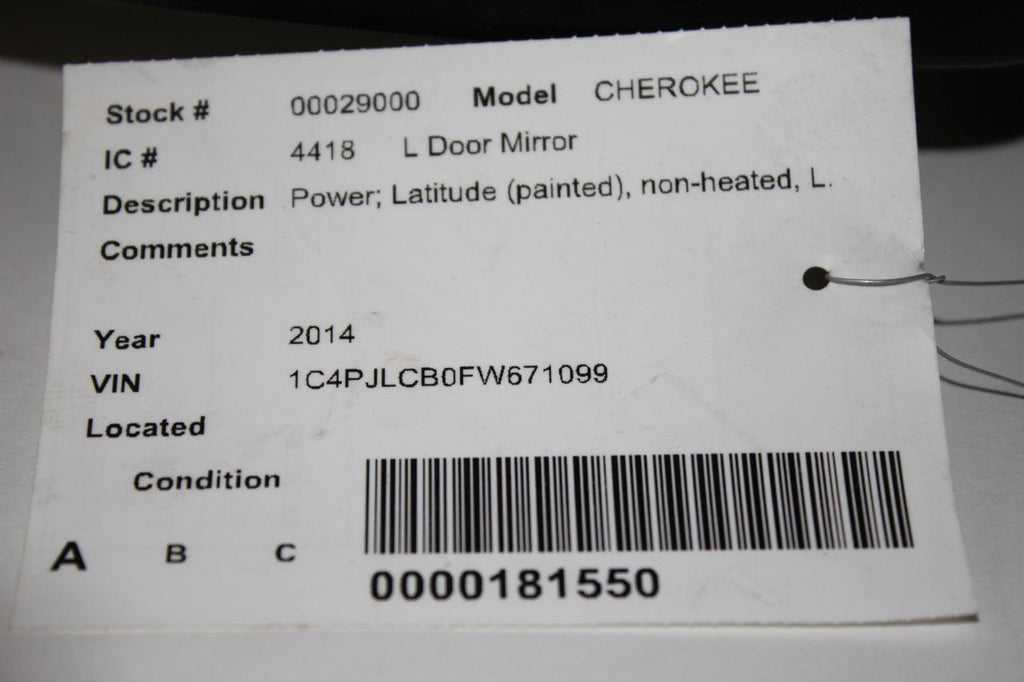 Stock # 00029000 Model CHEROKEE
IC # 4418 L Door Mirror
Description Power; Latitude (painted), non-heated, L.
Comments
Year 2014
VIN 1C4PJLCB0FW671099
Located
Condition
A B C
0000181550